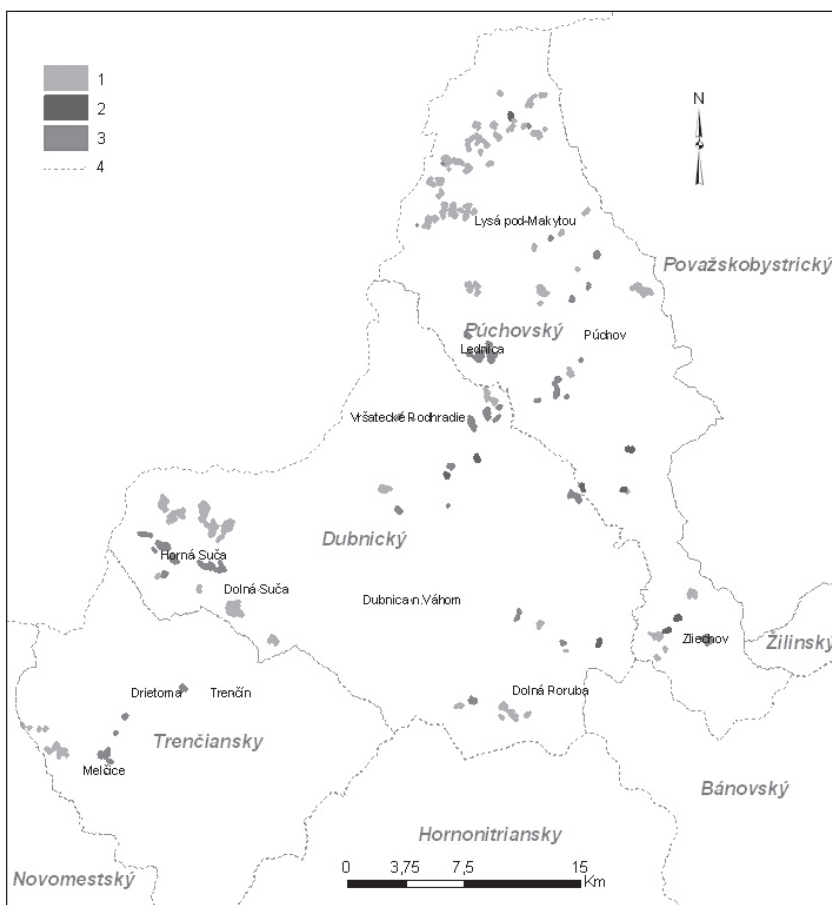 1
2
3
4
N
Lysá pod Makytou
Považskobystrický
Púchovský
Púchov
Lednica
Vršatecké Podhradie
Dubnický
Horná Suča
Dolná Suča
Dubnica n.Váhom
Zliechov
Žilinský
Drietoma
Trenčín
Dolná Poruba
Trenčiansky
Melčice
Bánovský
Hornonitriansky
Novomestský
0 3,75 7,5 15
Km